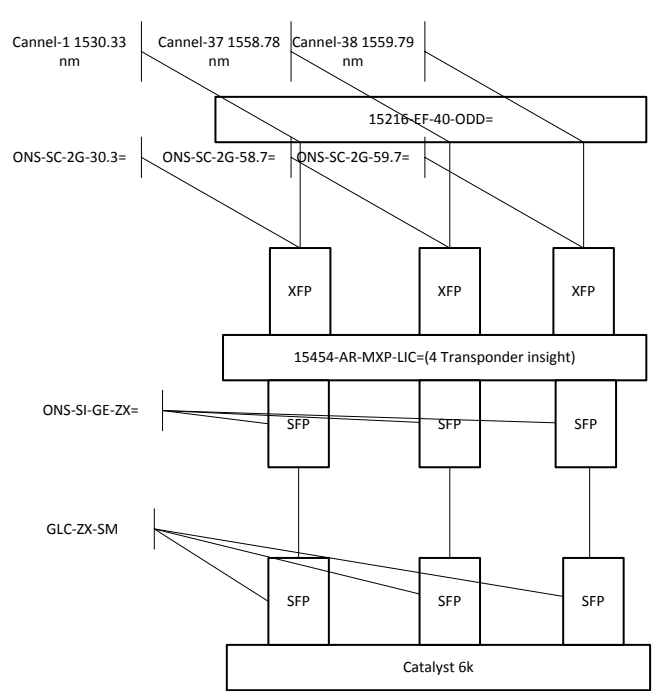 Cannel-1 1530.33
nm
Cannel-37 1558.78
nm
Cannel-38 1559.79
nm
15216-EF-40-ODD=
ONS-SC-2G-30.3=
ONS-SC-2G-58.7=
ONS-SC-2G-59.7=
XFP
XFP
XFP
15454-AR-MXP-LIC=(4 Transponder insight)
ONS-SI-GE-ZX=
SFP
SFP
SFP
GLC-ZX-SM
SFP
SFP
SFP
Catalyst 6k